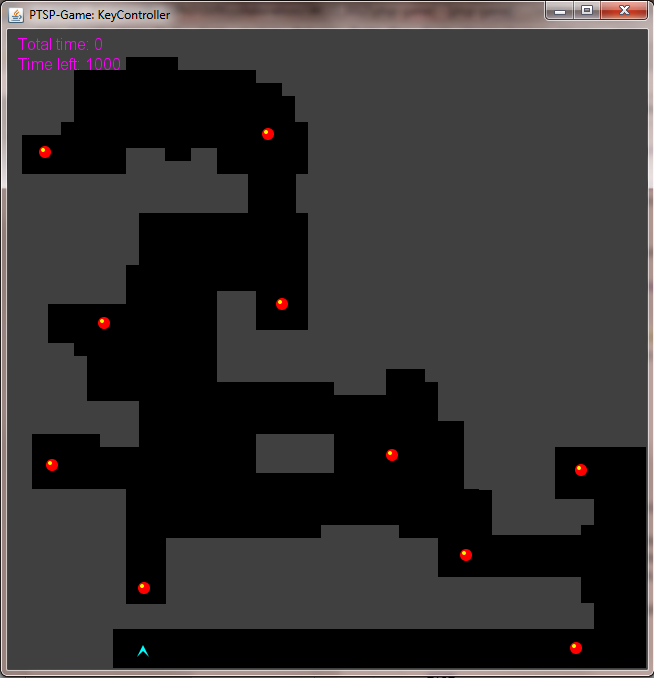 PTSP-Game: KeyController
Total time: 0
Time left: 1000